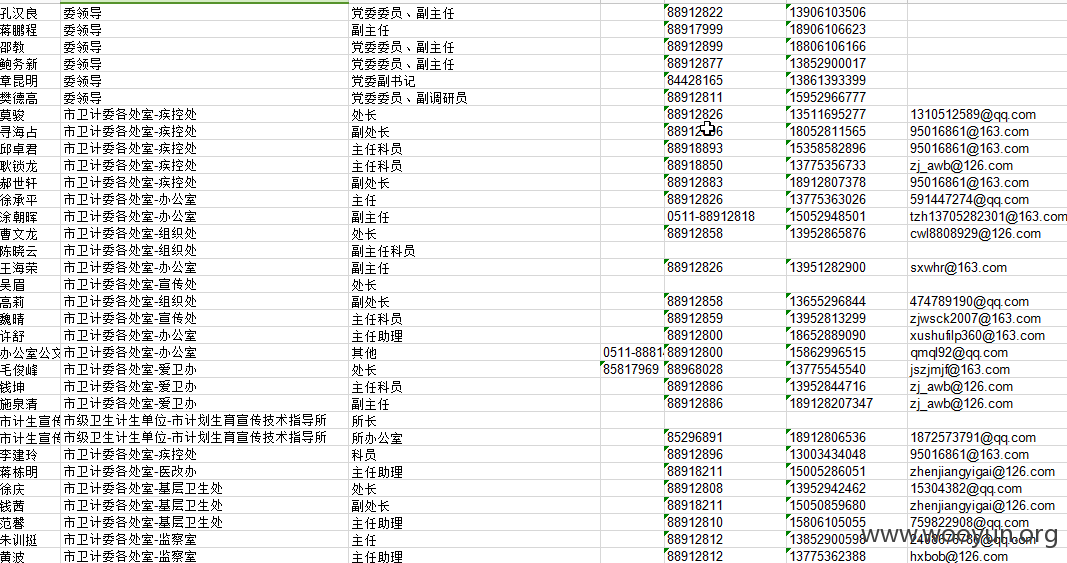 孔汉良 委领导 党委委员、副主任 88912822 13906103506
蒋鹏程 委领导 副主任 88917999 18906106623
邵教 委领导 党委委员、副主任 88912899 18806106166
鲍务新 委领导 党委委员、副主任 88912877 13852900017
章昆明 委领导 党委副书记 84428165 13861393399
樊德高 委领导 党委委员、副调研员 88912811 15952966777
莫骏 市卫计委各处室-疾控处 处长 88912826 13511695277 1310512589@qq.com
寻海占 市卫计委各处室-疾控处 副处长 18052811565 95016861@163.com
邱卓君 市卫计委各处室-疾控处 主任科员 88918893 15358582896 95016861@163.com
耿锁龙 市卫计委各处室-疾控处 主任科员 88918850 13775356733 zj_awb@126.com
郝世轩 市卫计委各处室-疾控处 副处长 88912883 18912807378 95016861@163.com
徐承平 市卫计委各处室-办公室 主任 88912826 13775363026 591447274@qq.com
涂朝晖 市卫计委各处室-办公室 副主任 0511-88912818 15052948501 tzh13705282301@163.com
曹文龙 市卫计委各处室-组织处 处长 88912858 13952865876 cwl8808929@126.com
陈晓云 市卫计委各处室-组织处 副主任科员
王海荣 市卫计委各处室-办公室 副主任 88912826 13951282900 sxwhr@163.com
吴眉 市卫计委各处室-宣传处 处长
高莉 市卫计委各处室-组织处 副处长 88912858 13655296844 474789190@qq.com
魏晴 市卫计委各处室-宣传处 主任科员 88912859 13952813299 zjwsck2007@163.com
许舒 市卫计委各处室-办公室 主任助理 88912800 18652889090 xushufilp360@163.com
办公室公文 市卫计委各处室-办公室 其他 0511-8881 88912800 15862996515 qmql92@qq.com
毛俊峰 市卫计委各处室-爱卫办 处长 85817969 88968028 13775545540 jszjmjf@163.com
钱坤 市卫计委各处室-爱卫办 主任科员 88912886 13952844716 zj_awb@126.com
施泉清 市卫计委各处室-爱卫办 副主任 88912886 189128207347 zj_awb@126.com
市计生宣传 市级卫生计生单位-市计划生育宣传技术指导所 所长
市计生宣传 市级卫生计生单位-市计划生育宣传技术指导所 所办公室 85296891 18912806536 1872573791@qq.com
李建玲 市卫计委各处室-疾控处 科员 88912896 13003434048 95016861@163.com
蒋栋明 市卫计委各处室-医改办 主任助理 88918211 15005286051 zhenjiangyigai@126.com
徐庆 市卫计委各处室-基层卫生处 处长 88912808 13952942462 15304382@qq.com
钱茜 市卫计委各处室-基层卫生处 副处长 88918211 15050859680 zhenjiangyigai@126.com
范馨 市卫计委各处室-基层卫生处 主任助理 88912810 15806105055 759822908@qq.com
朱训挺 市卫计委各处室-监察室 主任 88912812 13852900598
黄波 市卫计委各处室-监察室 主任助理 88912812 13775362388 hxbob@126.com
www.wooyun.org